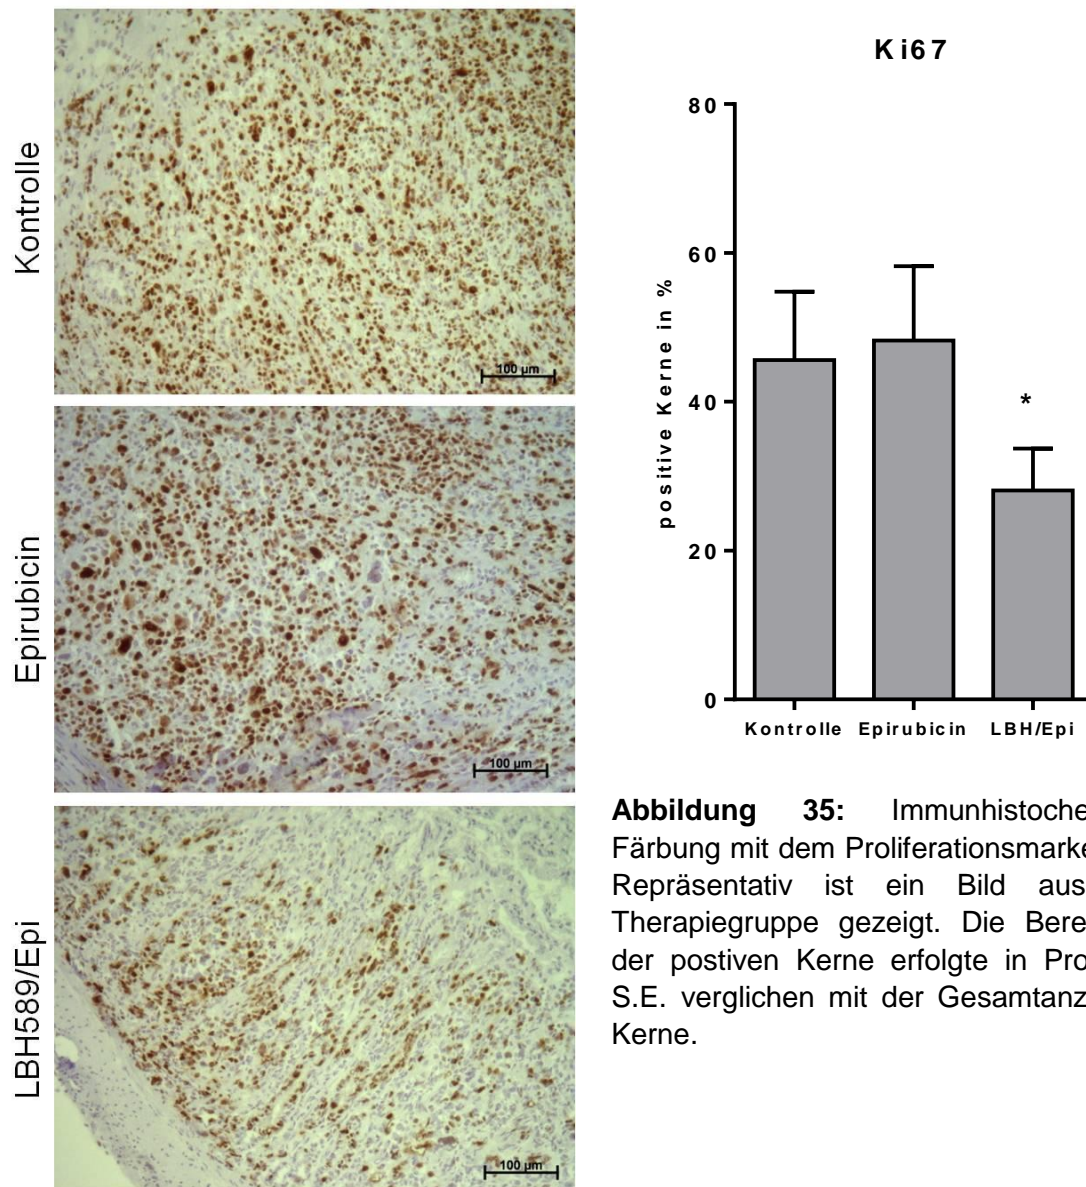 Kontrolle
100 µm
Epirubicin
100 µm
LBH589/Epi
100 µm
Ki67
positive Kerne in %
80
60
40
20
0
*
Kontrolle Epirubicin LBH/Epi
Abbildung 35: Immunhistoche
Färbung mit dem Proliferationsmarke
Repräsentativ ist ein Bild aus
Therapiegruppe gezeigt. Die Bere
der postiven Kerne erfolgte in Pro
S.E. verglichen mit der Gesamtanz
Kerne.